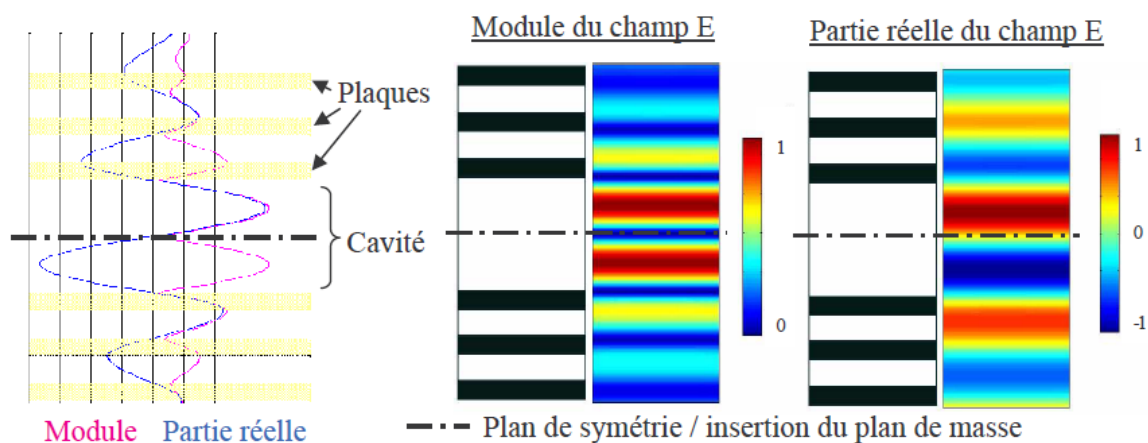 Module du champ E
Partie réelle du champ E
Plaques
Cavité
1
0
1
0
-1
Module Partie réelle
Plan de symétrie / insertion du plan de masse